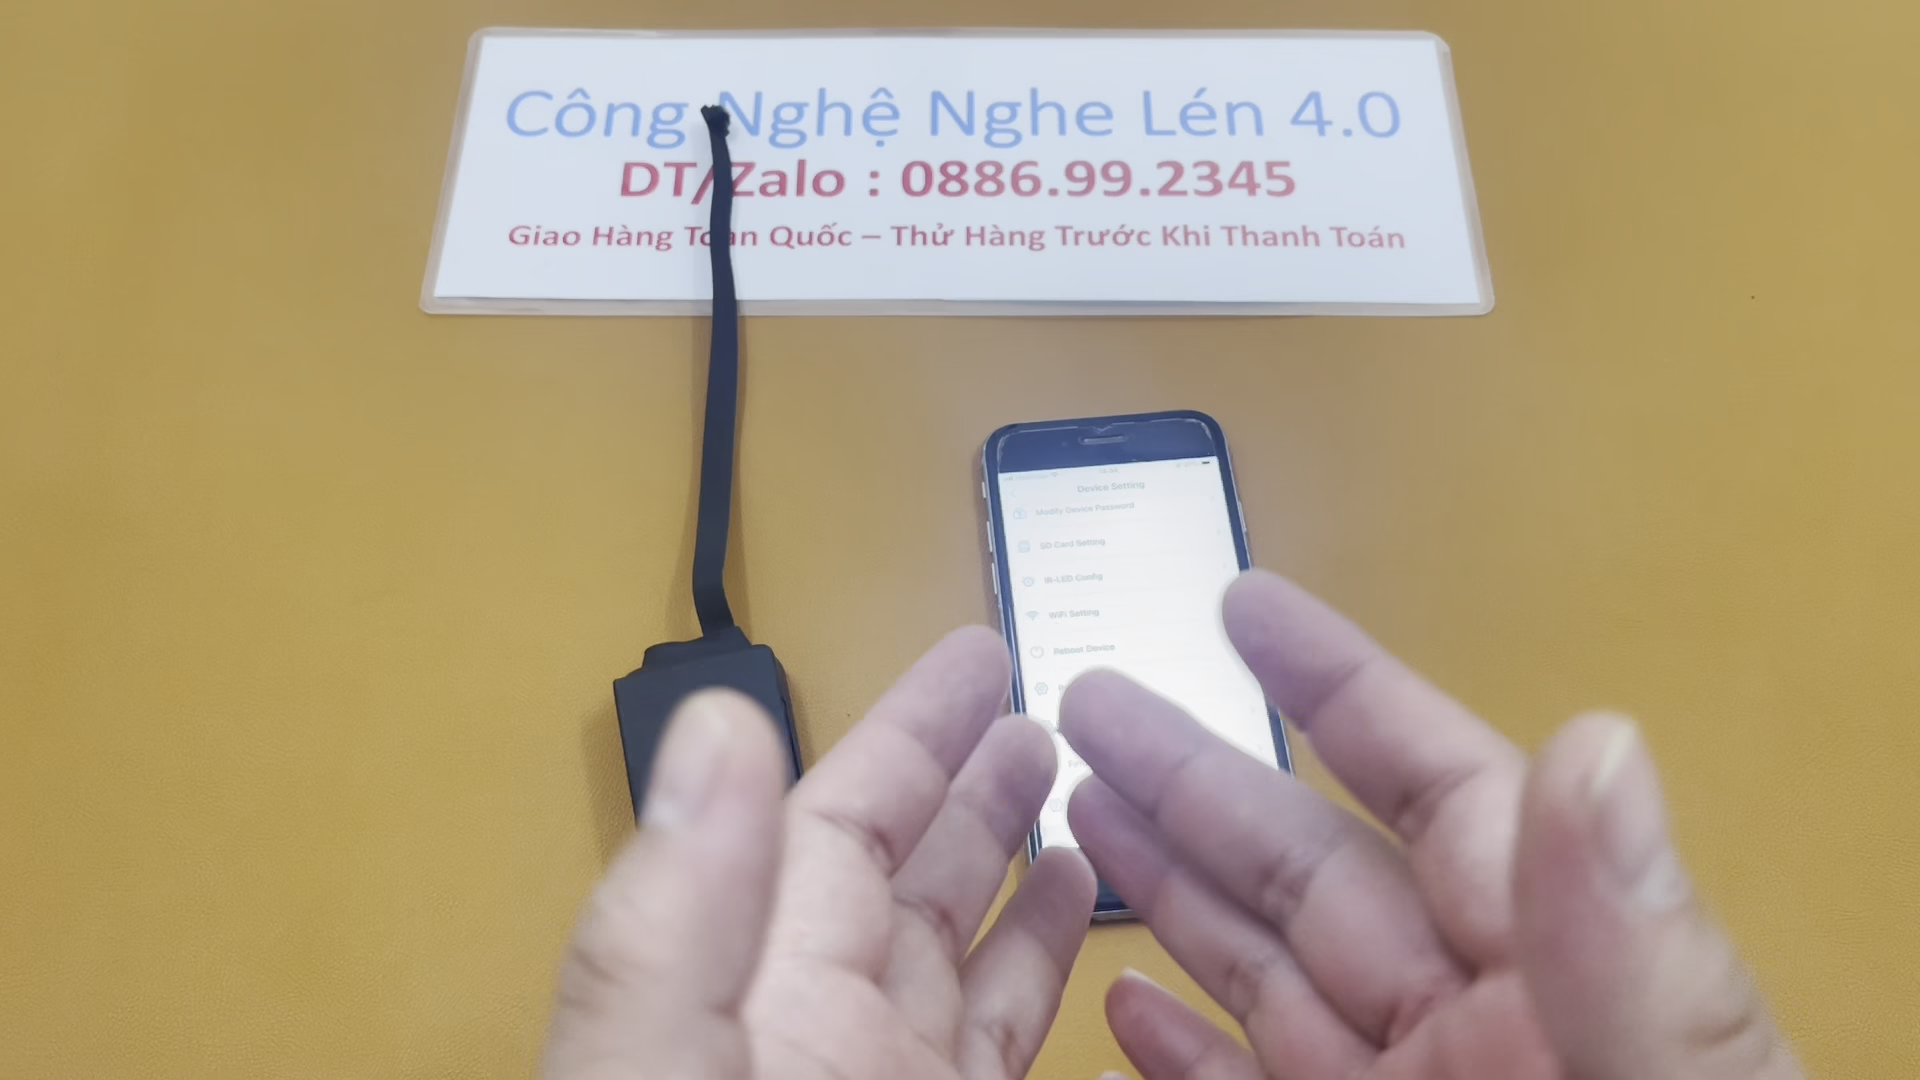 Công Nghệ Nghe Lén 4.0
DT/Zalo : 0886.99.2345
Giao Hàng Toàn Quốc – Thử Hàng Trước Khi Thanh Toán
Device Setting
Modify Device Password
SD Card Setting
IR-LED Config
WiFi Setting
Reboot Device